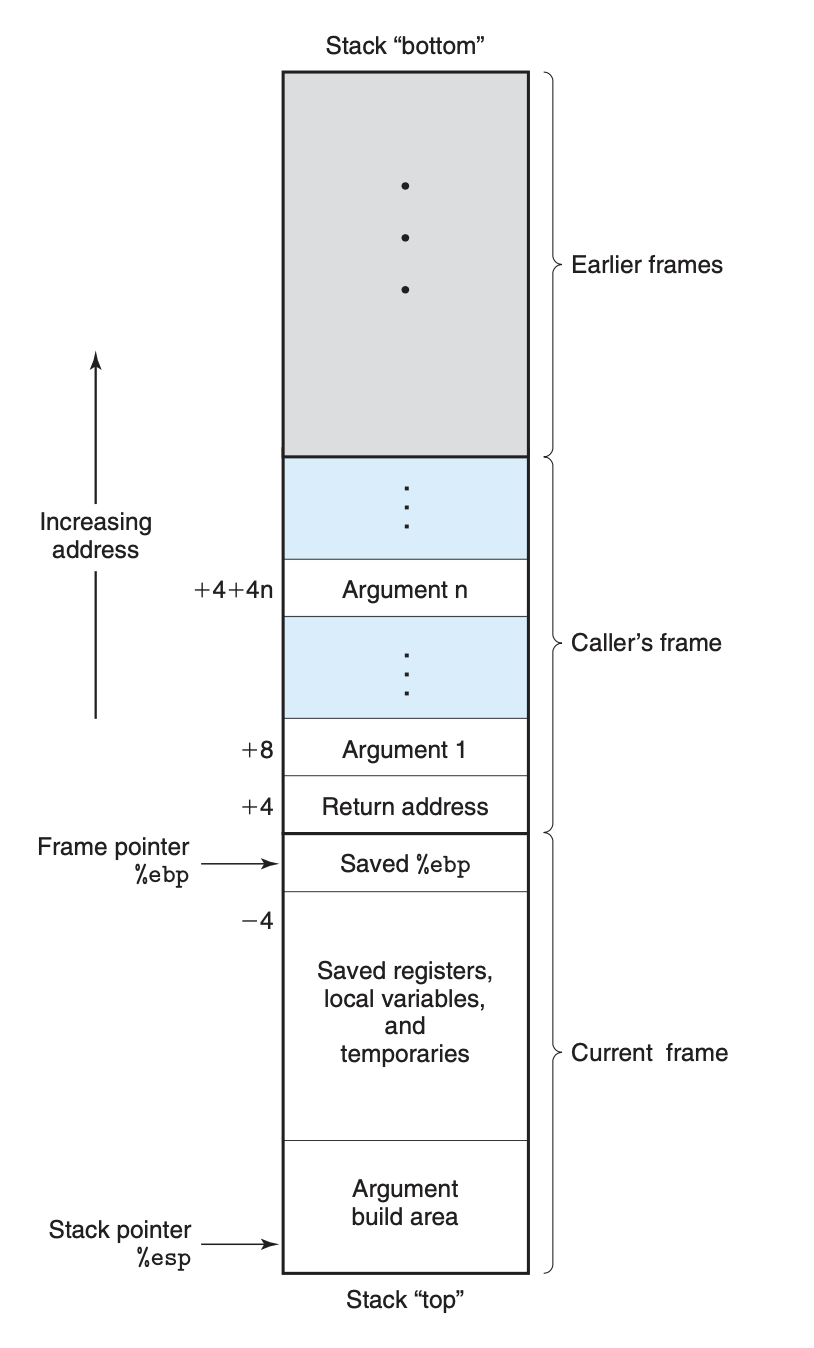 Stack “bottom”
Earlier frames
Increasing
address
+4+4n
Argument n
Caller’s frame
+8
Argument 1
+4
Return address
Frame pointer
%ebp
Saved %ebp
−4
Saved registers,
local variables,
and
temporaries
Current frame
Argument
build area
Stack pointer
%esp
Stack “top”